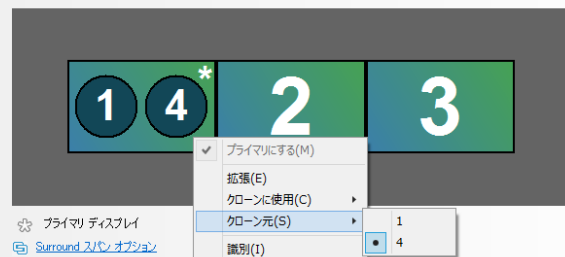 1 4 * 2 3
プライマリにする(M)
拡張(E)
クローンに使用(C)
クローン元(S)
1
4
識別(I)
プライマリ ディスプレイ
Surround スパン オプション